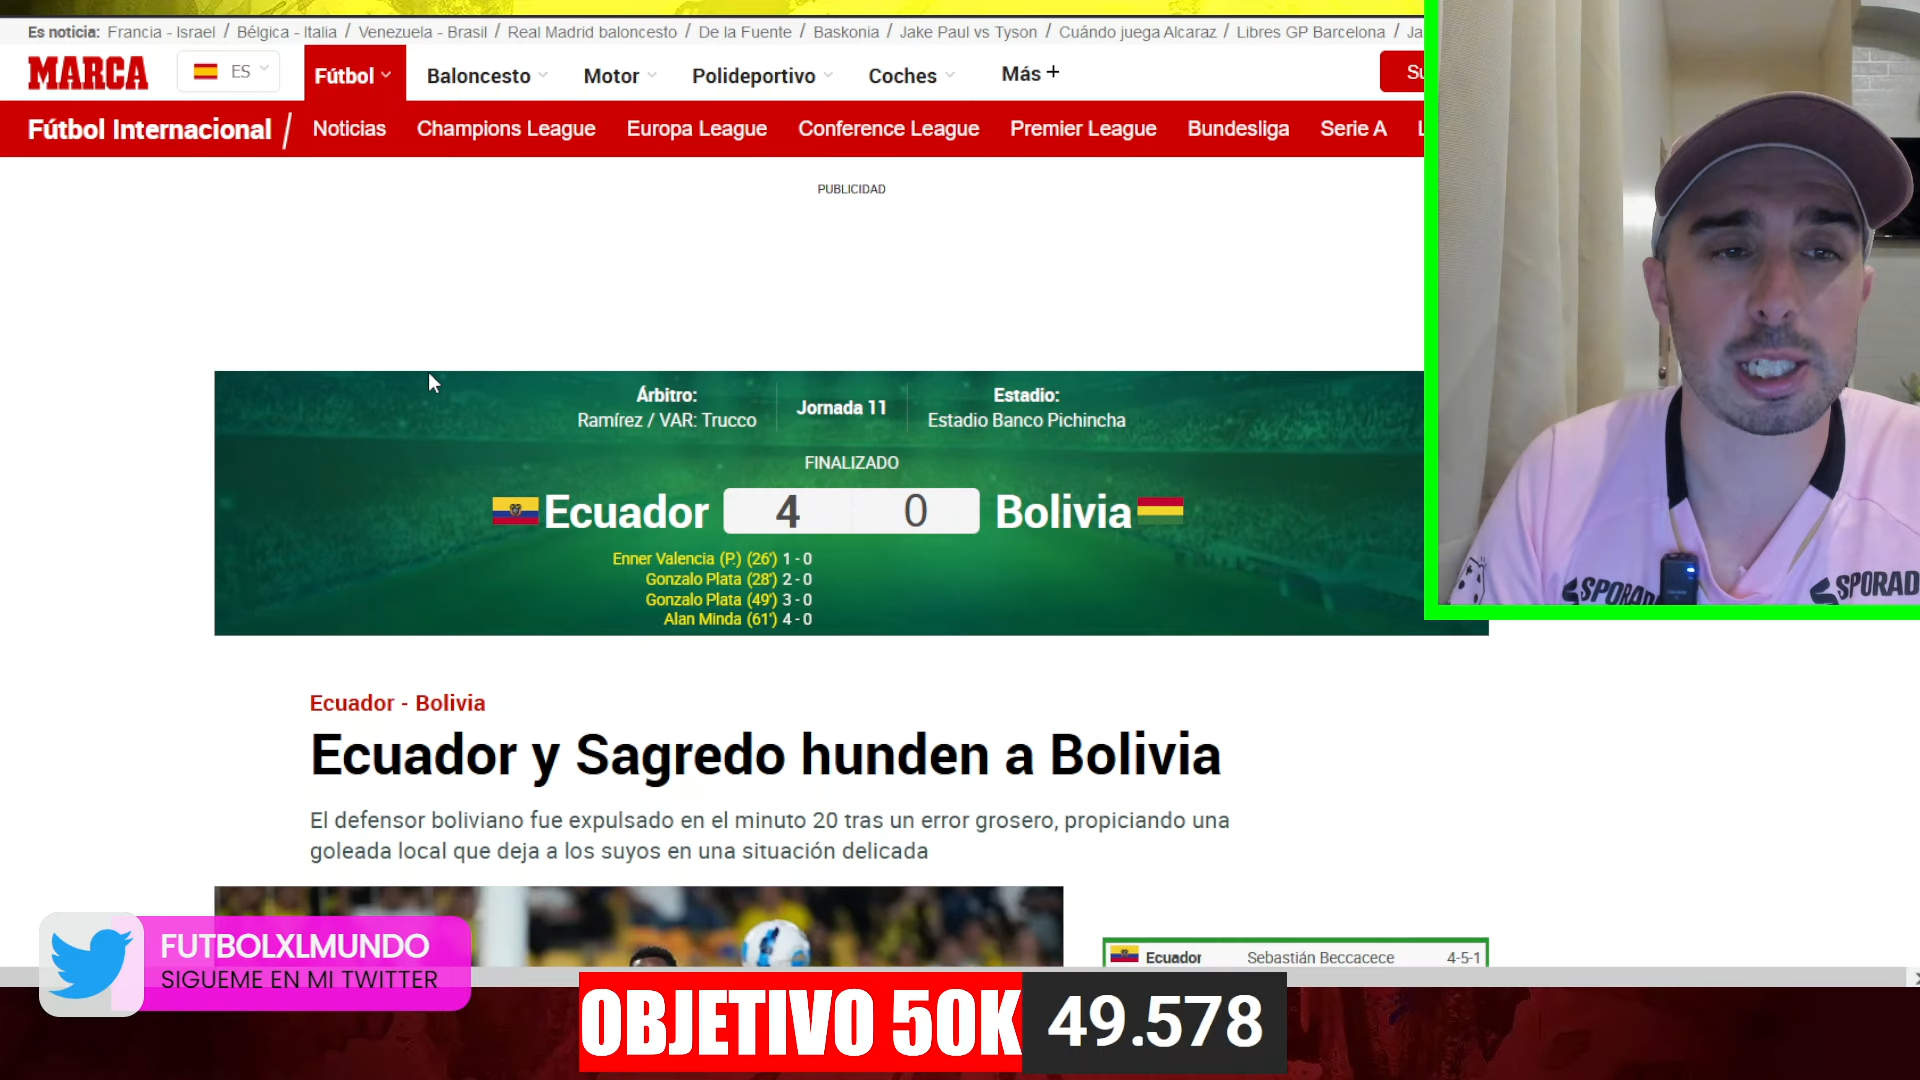 Es noticia: Francia - Israel / Bélgica - Italia / Venezuela - Brasil / Real Madrid baloncesto / De la Fuente / Baskonia / Jake Paul vs Tyson / Cuándo juega Alcaraz / Libres GP Barcelona / Ja
MARCA ES Fútbol Baloncesto Motor Polideportivo Coches Más + Su
Fútbol Internacional / Noticias Champions League Europa League Conference League Premier League Bundesliga Serie A L
PUBLICIDAD
Árbitro: Jornada 11 Estadio:
Ramírez / VAR: Trucco Estadio Banco Pichincha
FINALIZADO
Ecuador 4 0 Bolivia
Enner Valencia (P.) (26') 1 - 0
Gonzalo Plata (28') 2 - 0
Gonzalo Plata (49') 3 - 0
Alan Minda (61') 4 - 0
SPORAD SPORAD
Ecuador - Bolivia
Ecuador y Sagredo hunden a Bolivia
El defensor boliviano fue expulsado en el minuto 20 tras un error grosero, propiciando una
goleada local que deja a los suyos en una situación delicada
Ecuador Sebastián Beccacece 4-5-1
FUTBOLXLMUNDO
SIGUEME EN MI TWITTER
OBJETIVO 50K 49.578